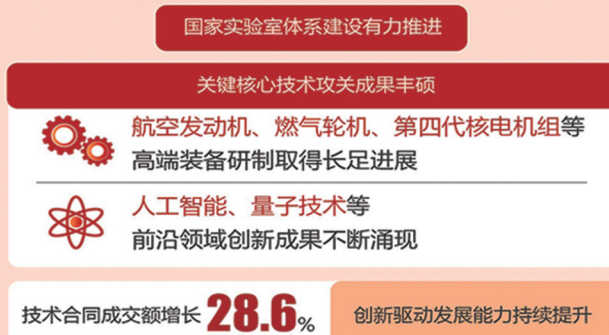 国家实验室体系建设有力推进
关键核心技术攻关成果丰硕
航空发动机、燃气轮机、第四代核电机组等
高端装备研制取得长足进展
人工智能、量子技术等
前沿领域创新成果不断涌现
技术合同成交额增长28.6%
创新驱动发展能力持续提升